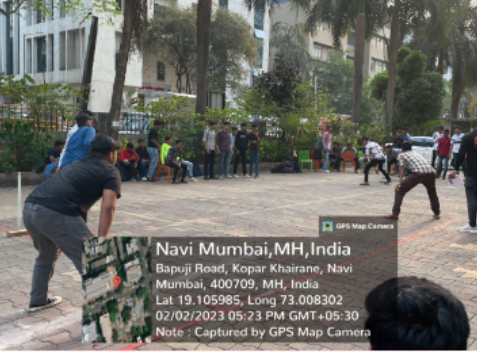 GPS Map Camera
Navi Mumbai,MH,India
Bapuji Road, Kopar Khairane, Navi
Mumbai, 400709, MH, India
Lat 19.105985, Long 73.008302
02/02/2023 05:23 PM GMT+05:30
Note : Captured by GPS Map Camera